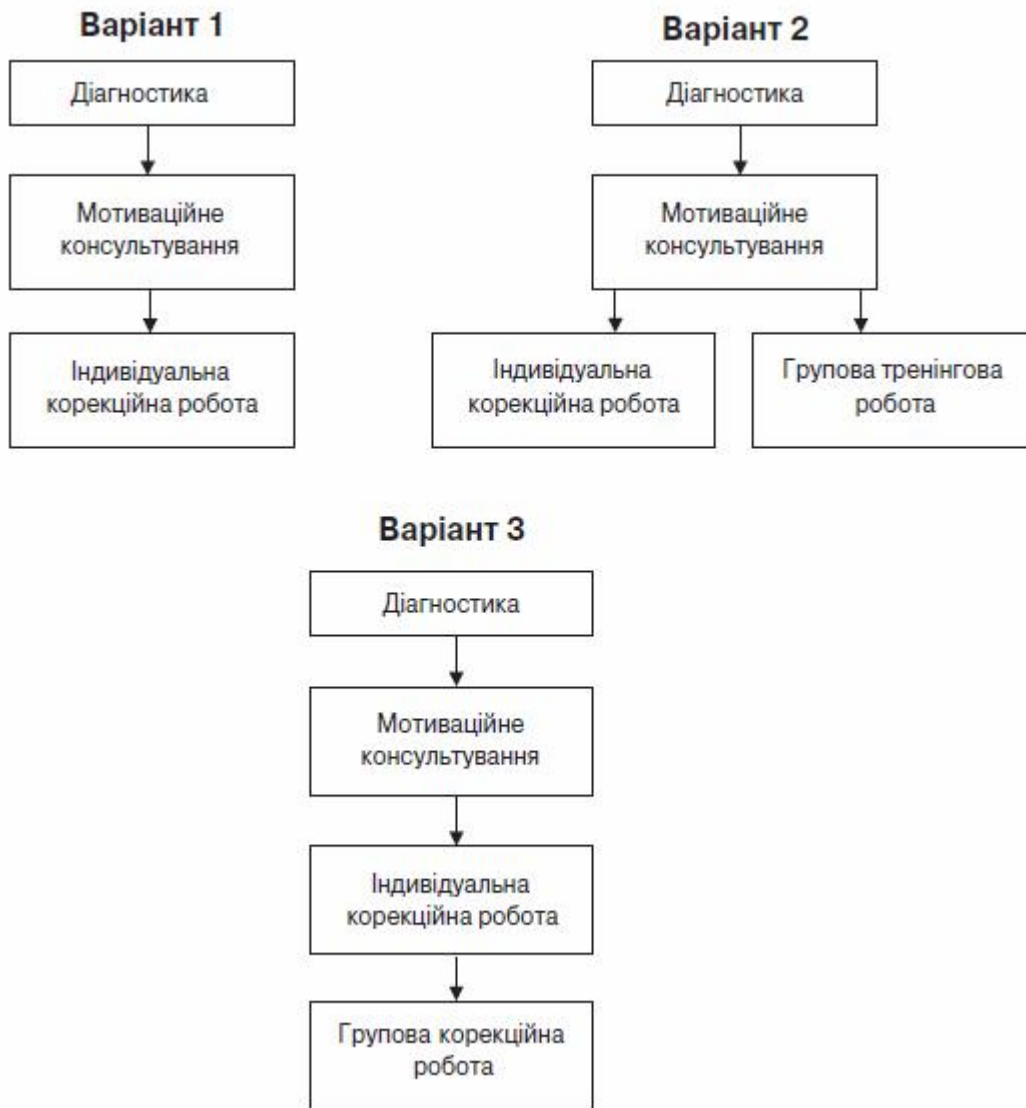 Варіант 1
Діагностика
Мотиваційне
консультування
Індивідуальна
корекційна робота
Варіант 2
Діагностика
Мотиваційне
консультування
Індивідуальна
корекційна робота
Групова тренінгова
робота
Варіант 3
Діагностика
Мотиваційне
консультування
Індивідуальна
корекційна робота
Групова корекційна
робота